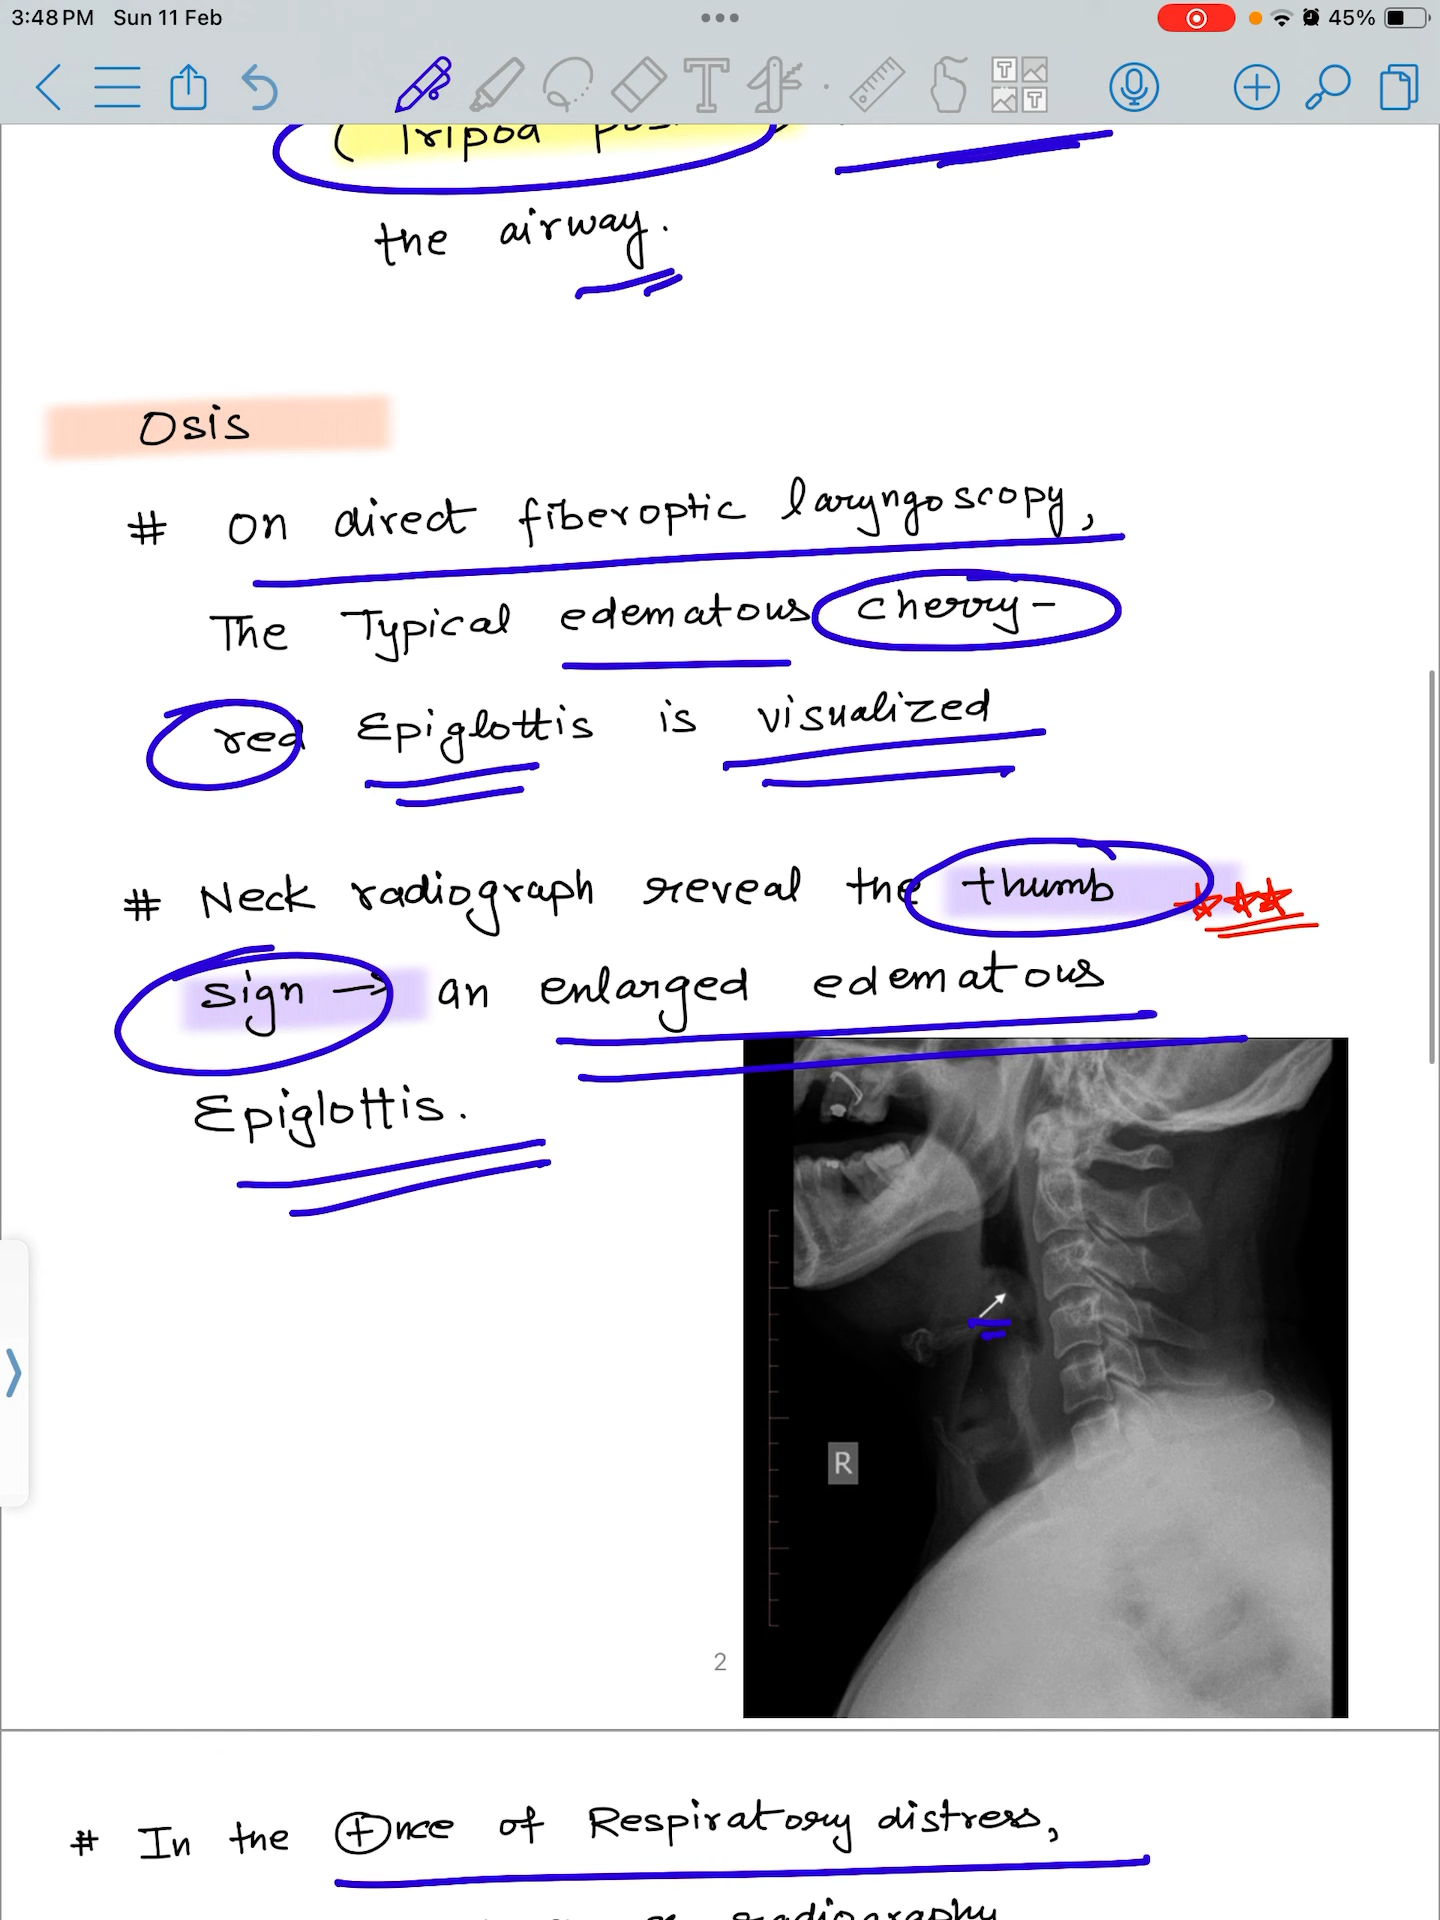 3:48 PM Sun 11 Feb
45%
(Tripod
the airway.
Osis
# on direct fiberoptic laryngoscopy,
The Typical edematous cherry-
red Epiglottis is visualized
# Neck radiograph reveal the thumb
sign → an enlarged edematous
Epiglottis.
R
2
# In the ⊕nce of Respiratory distress,
radiography